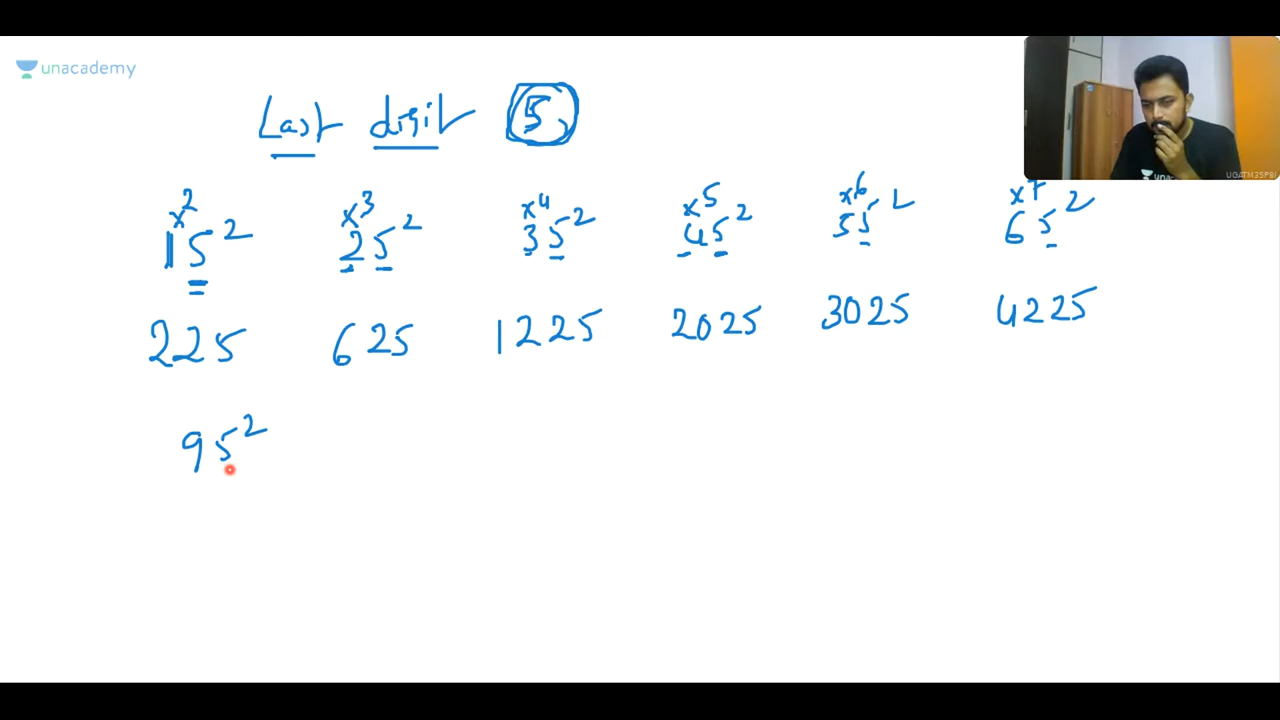 unacademy
Last digit 5
x2 x3 x4 x5 x6 x7
15² 25² 35² 45² 55² 65²
225 625 1225 2025 3025 4225
95²